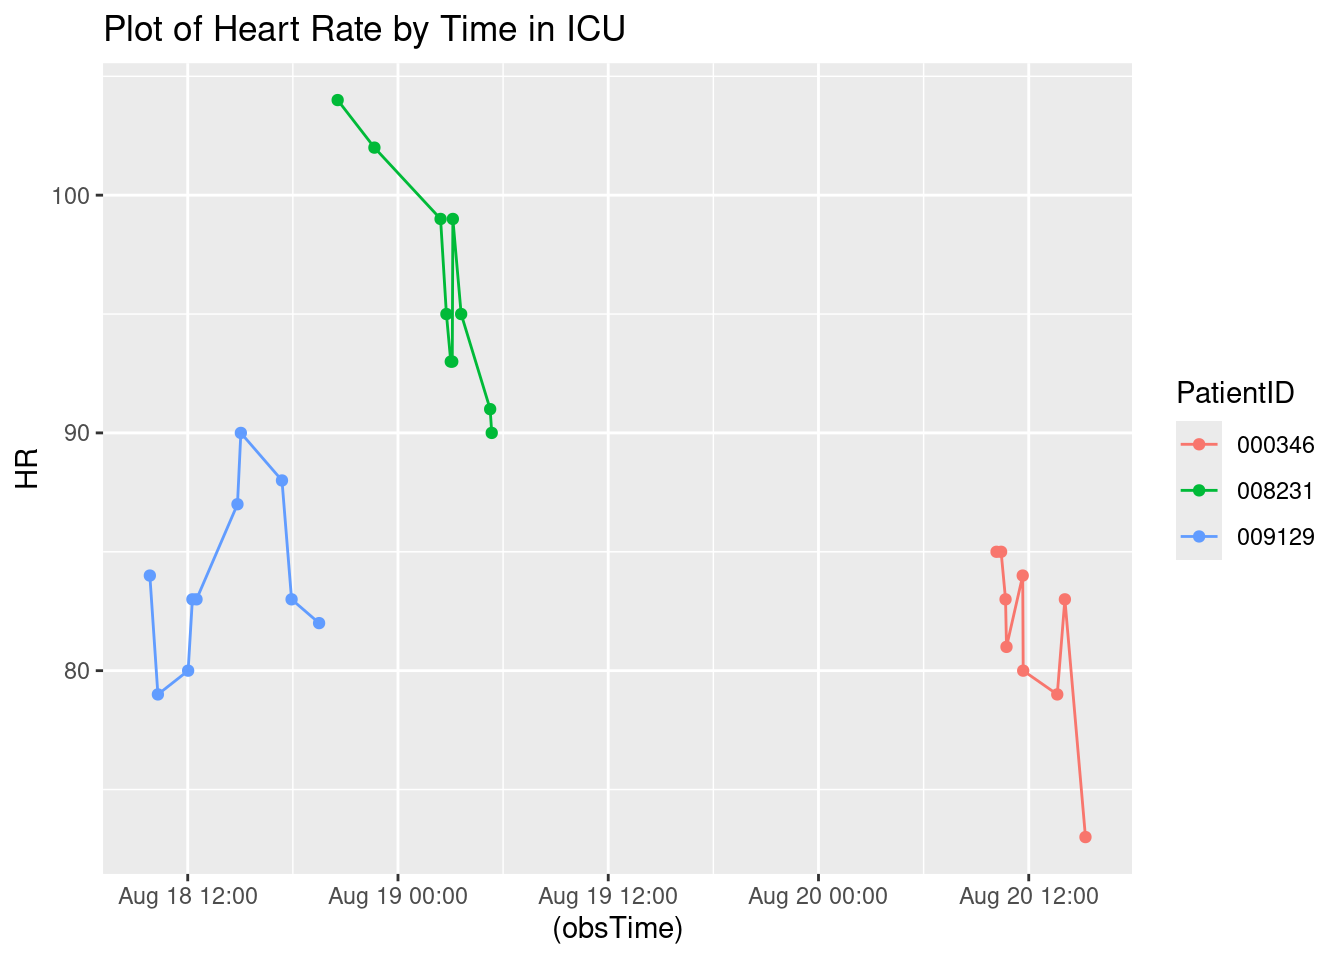 Plot of Heart Rate by Time in ICU
HR
100
90
80
Aug 18 12:00
Aug 19 00:00
Aug 19 12:00
Aug 20 00:00
Aug 20 12:00
(obsTime)
PatientID
000346
008231
009129